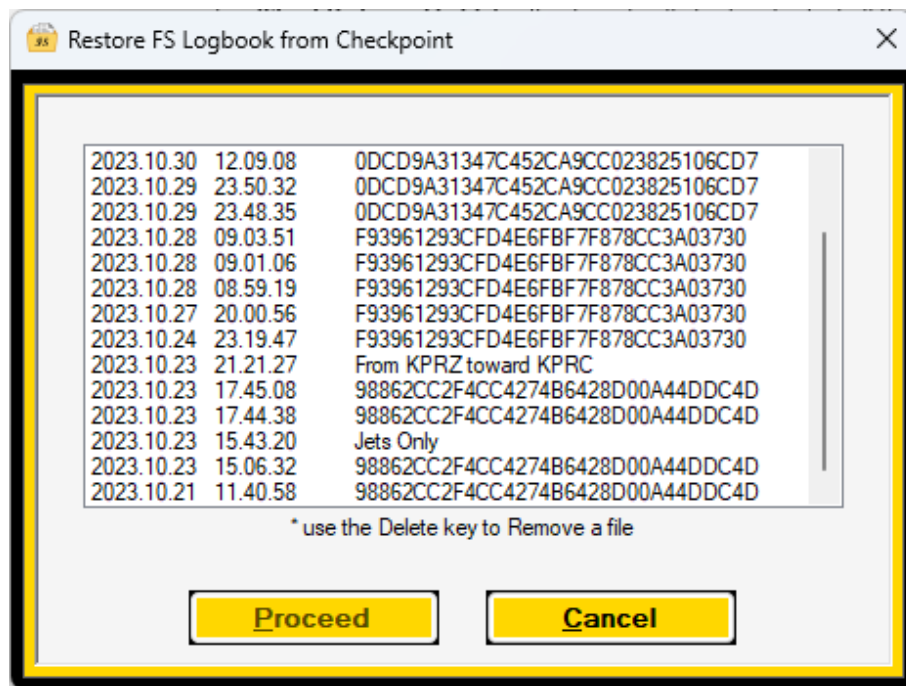 Restore FS Logbook from Checkpoint
2023.10.30 12.09.08 0DCD9A31347C452CA9CC023825106CD7
2023.10.29 23.50.32 0DCD9A31347C452CA9CC023825106CD7
2023.10.29 23.48.35 0DCD9A31347C452CA9CC023825106CD7
2023.10.28 09.03.51 F93961293CFD4E6FBF7F878CC3A03730
2023.10.28 09.01.06 F93961293CFD4E6FBF7F878CC3A03730
2023.10.28 08.59.19 F93961293CFD4E6FBF7F878CC3A03730
2023.10.27 20.00.56 F93961293CFD4E6FBF7F878CC3A03730
2023.10.24 23.19.47 F93961293CFD4E6FBF7F878CC3A03730
2023.10.23 21.21.27 From KPRZ toward KPRC
2023.10.23 17.45.08 98862CC2F4CC4274B6428D00A44DDC4D
2023.10.23 17.44.38 98862CC2F4CC4274B6428D00A44DDC4D
2023.10.23 15.43.20 Jets Only
2023.10.23 15.06.32 98862CC2F4CC4274B6428D00A44DDC4D
2023.10.21 11.40.58 98862CC2F4CC4274B6428D00A44DDC4D
* use the Delete key to Remove a file
Proceed Cancel